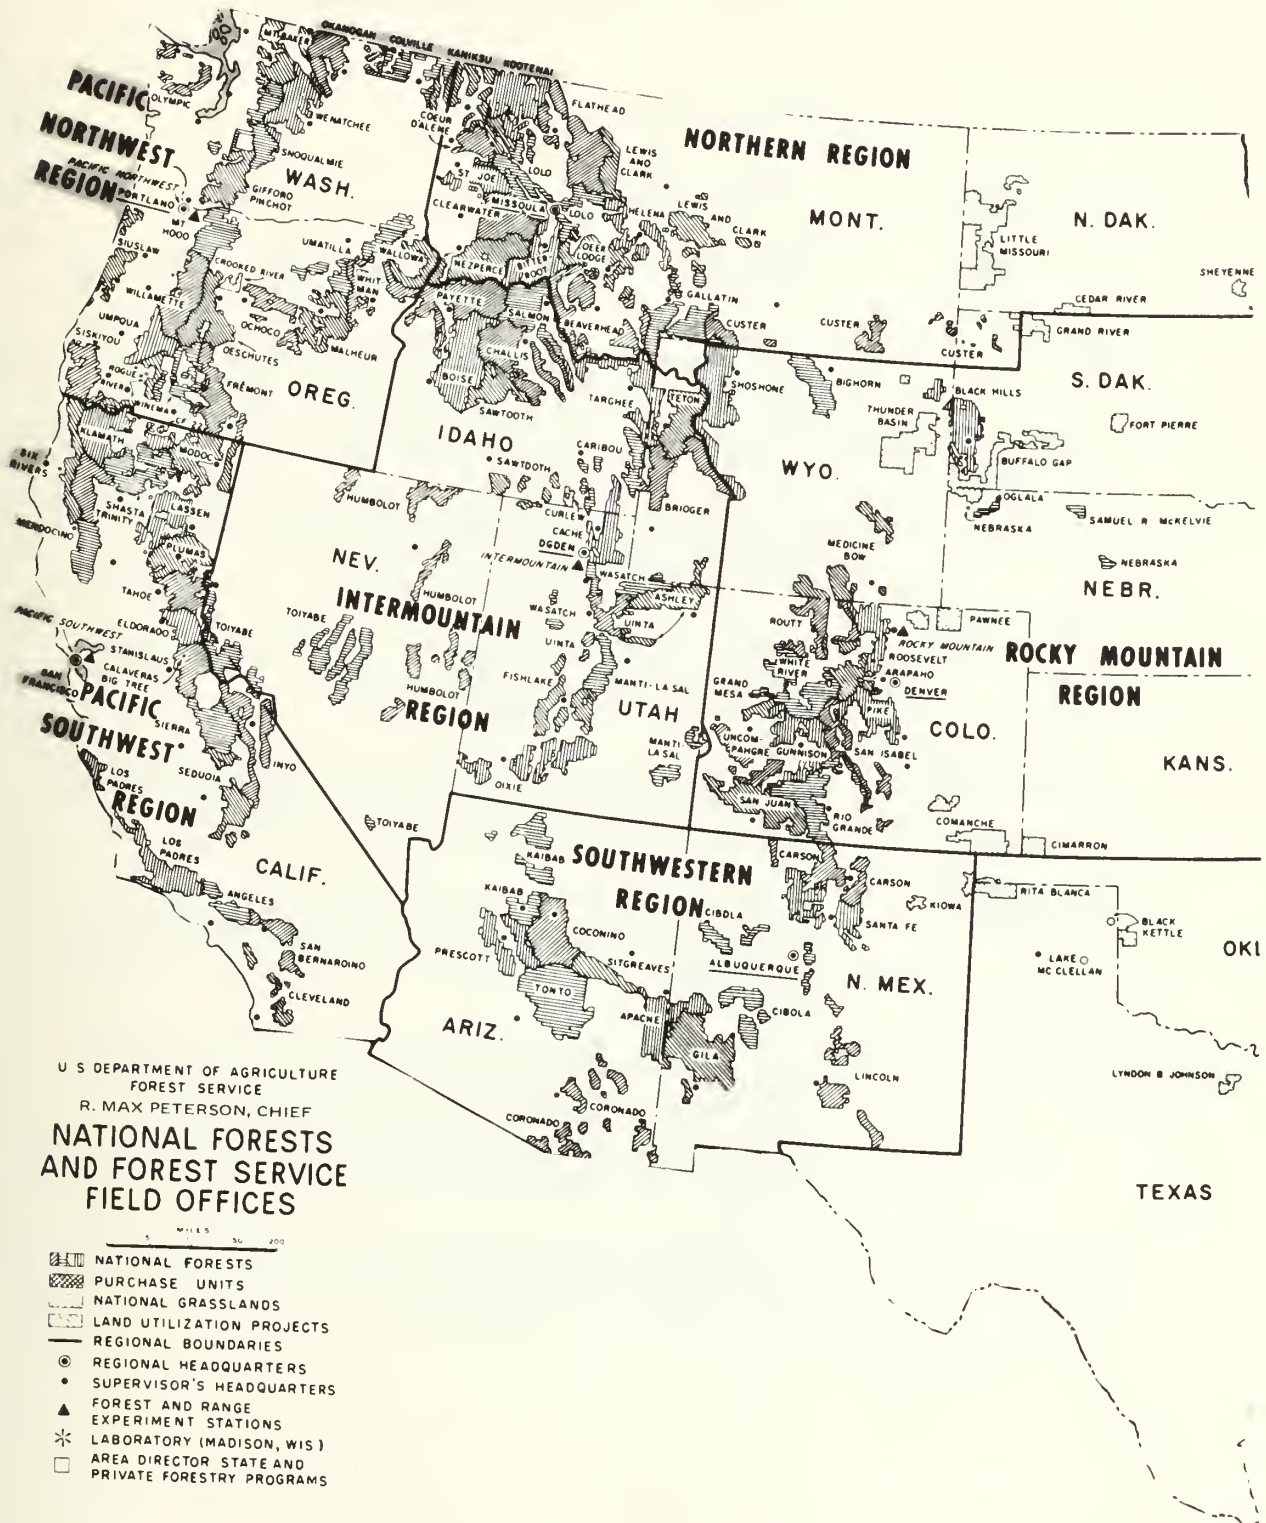 OKANOGAN COLVILLE KANIKSU KOOTENAI
MT. BAKER
PACIFIC
NORTHWEST
REGION
OLYMPIC
WENATCHEE
COEUR
D'ALENE
FLATHEAD
NORTHERN REGION
SNOQUALMIE
WASH.
PACIFIC NORTHWEST
PORTLAND
GIFFORD
PINCHOT
MT
HOOD
ST JOE
LOLO
LEWIS
AND
CLARK
CLEARWATER
MISSOULA
LOLO
HELENA
LEWIS
AND
CLARK
MONT.
N. DAK.
LITTLE
MISSOURI
SHEYENNE
SIUSLAW
UMATILLA
WALLOWA
NEZPERCE
BITTER
ROOT
DEER
LODGE
CROOKED RIVER
WHIT-
MAN
WILLAMETTE
PAYETTE
SALMON
GALLATIN
CEDAR RIVER
UMPQUA
SISKIYOU
OCHOCO
MALHEUR
BEAVERHEAD
CUSTER
CUSTER
GRAND RIVER
CUSTER
DESCHUTES
ROGUE
RIVER
FREMONT
OREG.
CHALLIS
BOISE
SAWTOOTH
WINEMA
TARGHEE
TETON
SHOSHONE
BIGHORN
BLACK HILLS
THUNDER
BASIN
S. DAK.
FORT PIERRE
BUFFALO GAP
KLAMATH
MODOC
SIX
RIVERS
IDAHO
SAWTDOTH
CARIBOU
WYO.
OGLALA
NEBRASKA
SAMUEL R McKELVIE
NEBRASKA
NEBR.
SHASTA
TRINITY
LASSEN
MENDOCINO
PLUMAS
HUMBOLOT
CURLEW
CACHE
OGDEN
BRIOGER
INTERMOUNTAIN
MEDICINE
BOW
NEV.
INTERMOUNTAIN
REGION
TAHOE
ELDORADO
TOIYABE
TOIYABE
HUMBOLDT
HUMBOLDT
WASATCH
WASATCH
ASHLEY
UINTA
UINTA
PACIFIC SOUTHWEST
SAN
FRANCISCO
STANISLAUS
CALAVERAS
BIG TREE
PACIFIC
SOUTHWEST
REGION
SIERRA
SEQUOIA
INYO
FISHLAKE
MANTI-LA SAL
UTAH
MANTI-
LA SAL
DIXIE
ROUTT
PAWNEE
ROCKY MOUNTAIN
ROOSEVELT
ARAPAHO
DENVER
WHITE
RIVER
GRAND
MESA
PIKE
ROCKY MOUNTAIN
REGION
COLO.
KANS.
UNCOM-
PAHGRE
GUNNISON
SAN ISABEL
SAN JUAN
RIO
GRANDE
COMANCHE
CIMARRON
LOS
PADRES
LOS
PADRES
TOIYABE
CALIF.
ANGELES
SAN
BERNARDINO
CLEVELAND
KAIBAB
KAIBAB
SOUTHWESTERN
REGION
CARSON
CARSON
KIOWA
RITA BLANCA
CIBOLA
SANTA FE
BLACK
KETTLE
COCONINO
PRESCOTT
SITGREAVES
ALBUQUERQUE
LAKE
MC CLELLAN
OKL
TONTO
N. MEX.
APACHE
CIBOLA
ARIZ.
GILA
LINCOLN
LYNDON B JOHNSON
CORONADO
CORONADO
TEXAS
U S DEPARTMENT OF AGRICULTURE
FOREST SERVICE
R. MAX PETERSON, CHIEF
NATIONAL FORESTS
AND FOREST SERVICE
FIELD OFFICES
MILES
50 200
NATIONAL FORESTS
PURCHASE UNITS
NATIONAL GRASSLANDS
LAND UTILIZATION PROJECTS
REGIONAL BOUNDARIES
REGIONAL HEADQUARTERS
SUPERVISOR'S HEADQUARTERS
FOREST AND RANGE
EXPERIMENT STATIONS
LABORATORY (MADISON, WIS)
AREA DIRECTOR STATE AND
PRIVATE FORESTRY PROGRAMS